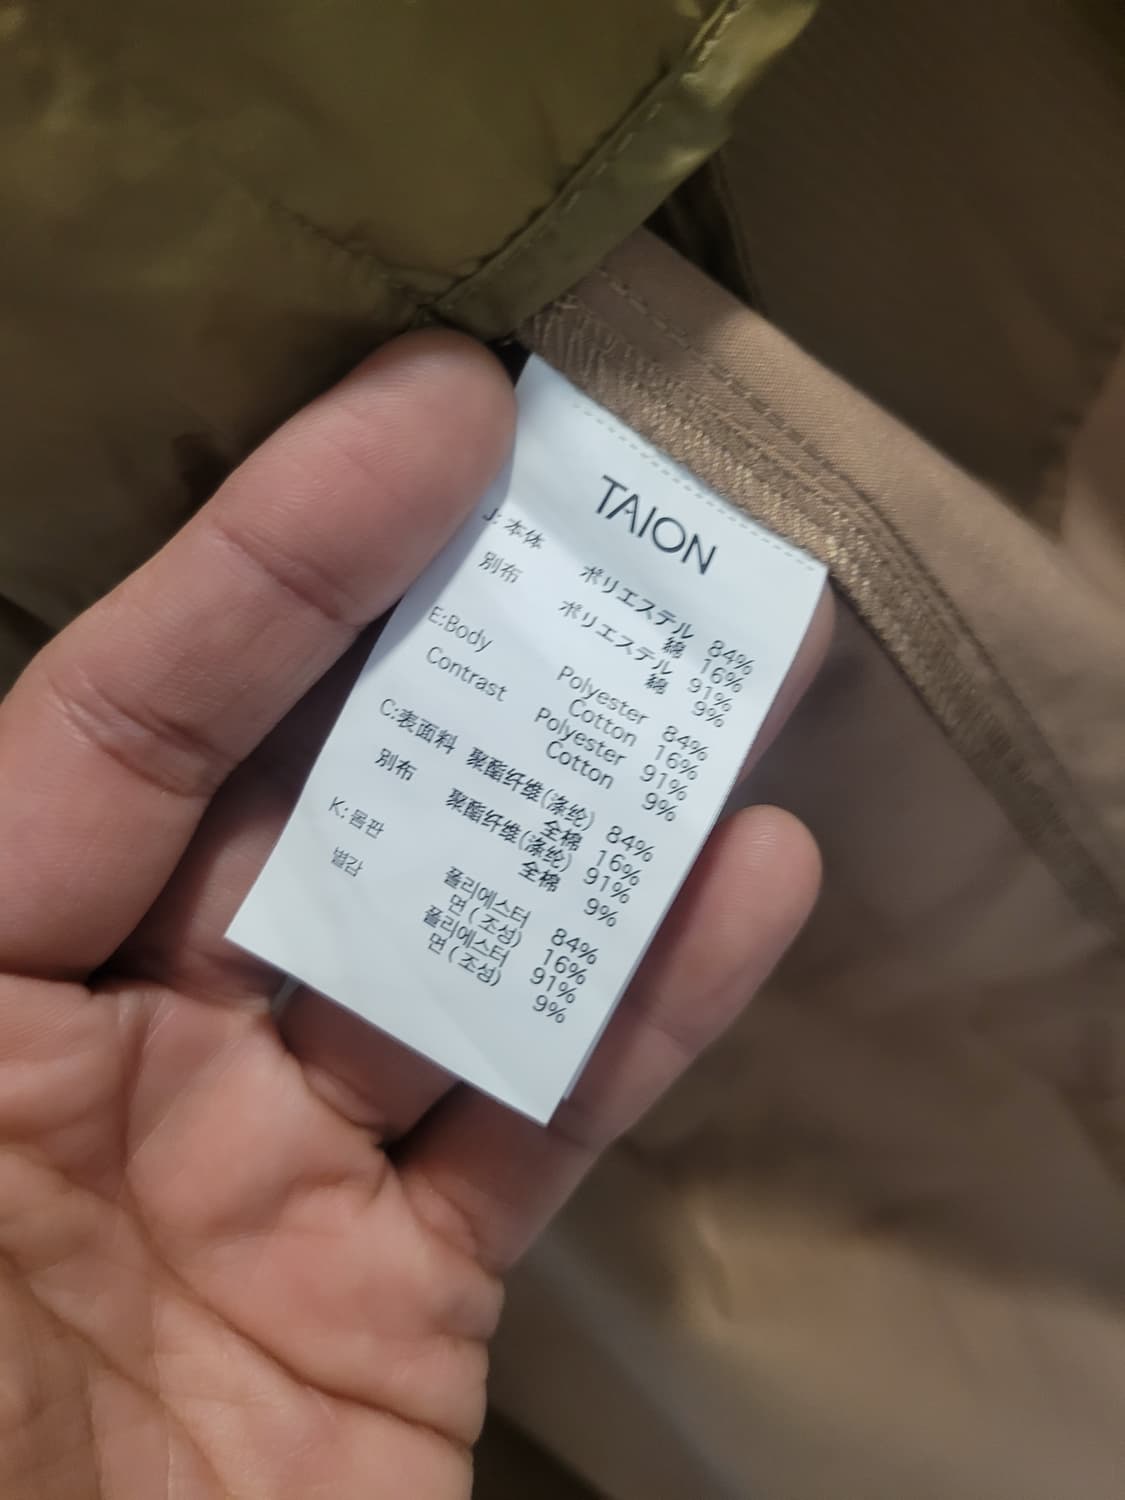 TAION
J:本体 ポリエステル 84%
綿 16%
別布 ポリエステル 91%
綿 9%
E:Body Polyester 84%
Cotton 16%
Contrast Polyester 91%
Cotton 9%
C:表面料 聚酯纤维(涤纶) 84%
全棉 16%
別布 聚酯纤维(涤纶) 91%
全棉 9%
K:몸판 폴리에스터 84%
면(조성) 16%
별감 폴리에스터 91%
면(조성) 9%